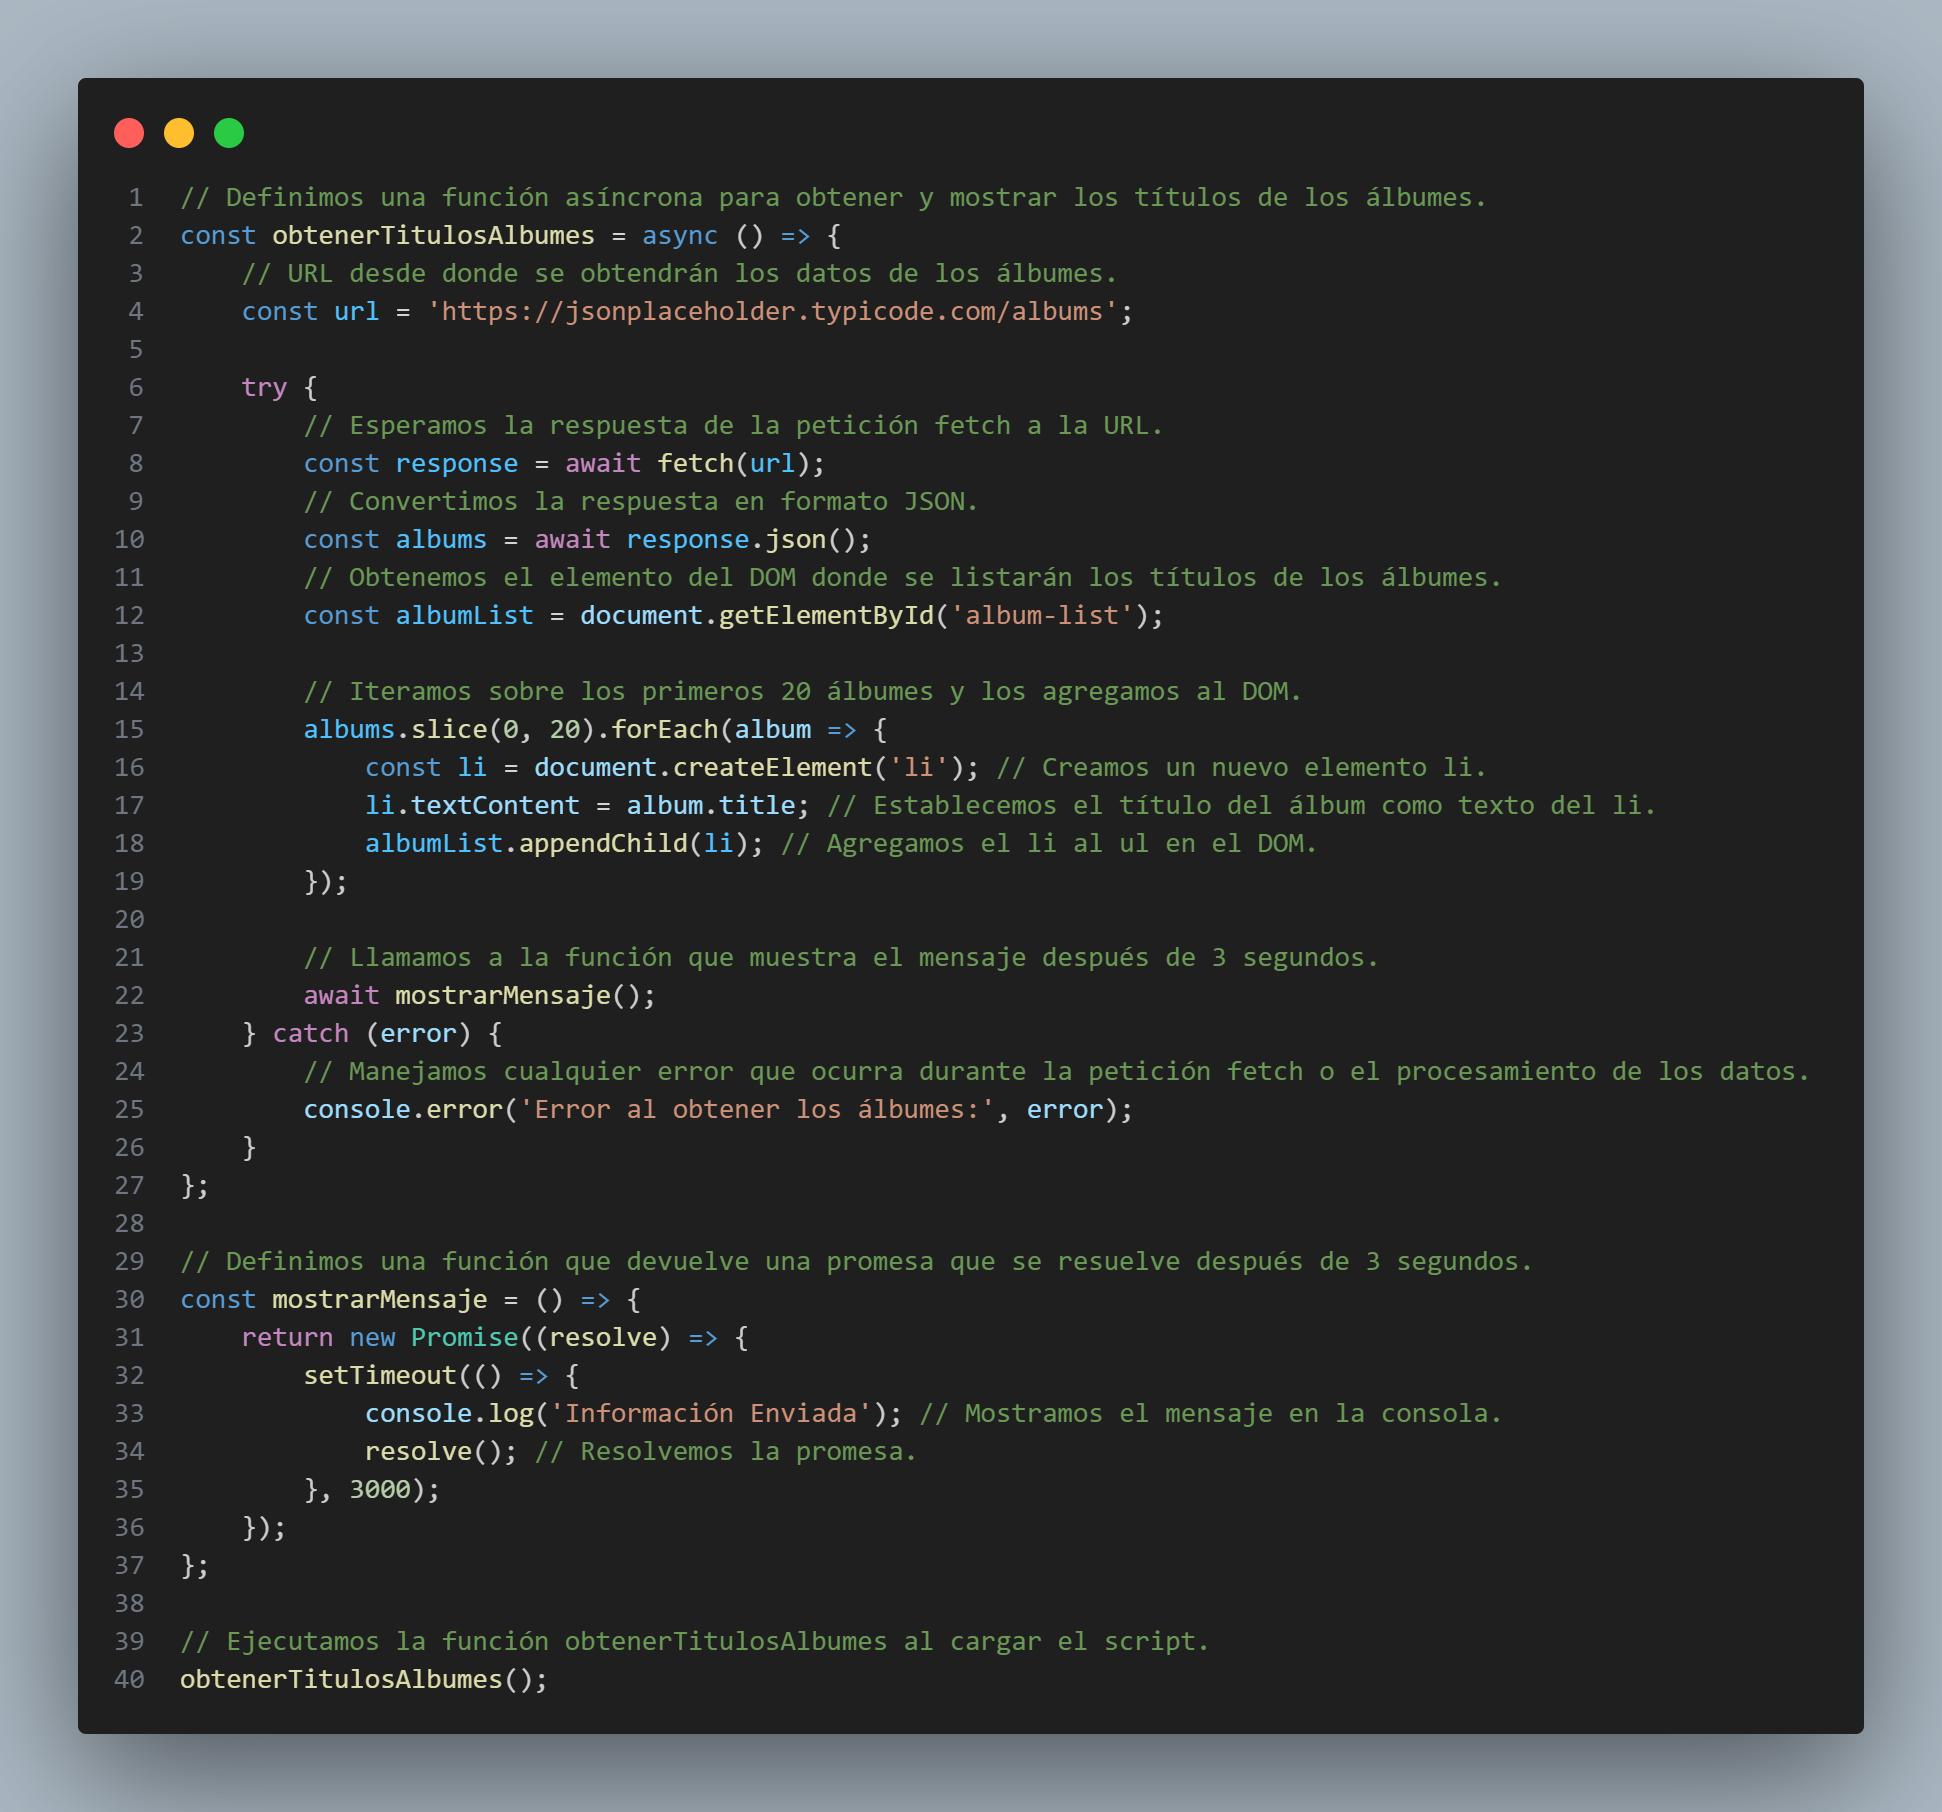 1 // Definimos una función asíncrona para obtener y mostrar los títulos de los álbumes.
2 const obtenerTitulosAlbumes = async () => {
3     // URL desde donde se obtendrán los datos de los álbumes.
4     const url = 'https://jsonplaceholder.typicode.com/albums';
5
6     try {
7         // Esperamos la respuesta de la petición fetch a la URL.
8         const response = await fetch(url);
9         // Convertimos la respuesta en formato JSON.
10         const albums = await response.json();
11         // Obtenemos el elemento del DOM donde se listarán los títulos de los álbumes.
12         const albumList = document.getElementById('album-list');
13
14         // Iteramos sobre los primeros 20 álbumes y los agregamos al DOM.
15         albums.slice(0, 20).forEach(album => {
16             const li = document.createElement('li'); // Creamos un nuevo elemento li.
17             li.textContent = album.title; // Establecemos el título del álbum como texto del li.
18             albumList.appendChild(li); // Agregamos el li al ul en el DOM.
19         });
20
21         // Llamamos a la función que muestra el mensaje después de 3 segundos.
22         await mostrarMensaje();
23     } catch (error) {
24         // Manejamos cualquier error que ocurra durante la petición fetch o el procesamiento de los datos.
25         console.error('Error al obtener los álbumes:', error);
26     }
27 };
28
29 // Definimos una función que devuelve una promesa que se resuelve después de 3 segundos.
30 const mostrarMensaje = () => {
31     return new Promise((resolve) => {
32         setTimeout(() => {
33             console.log('Información Enviada'); // Mostramos el mensaje en la consola.
34             resolve(); // Resolvemos la promesa.
35         }, 3000);
36     });
37 };
38
39 // Ejecutamos la función obtenerTitulosAlbumes al cargar el script.
40 obtenerTitulosAlbumes();